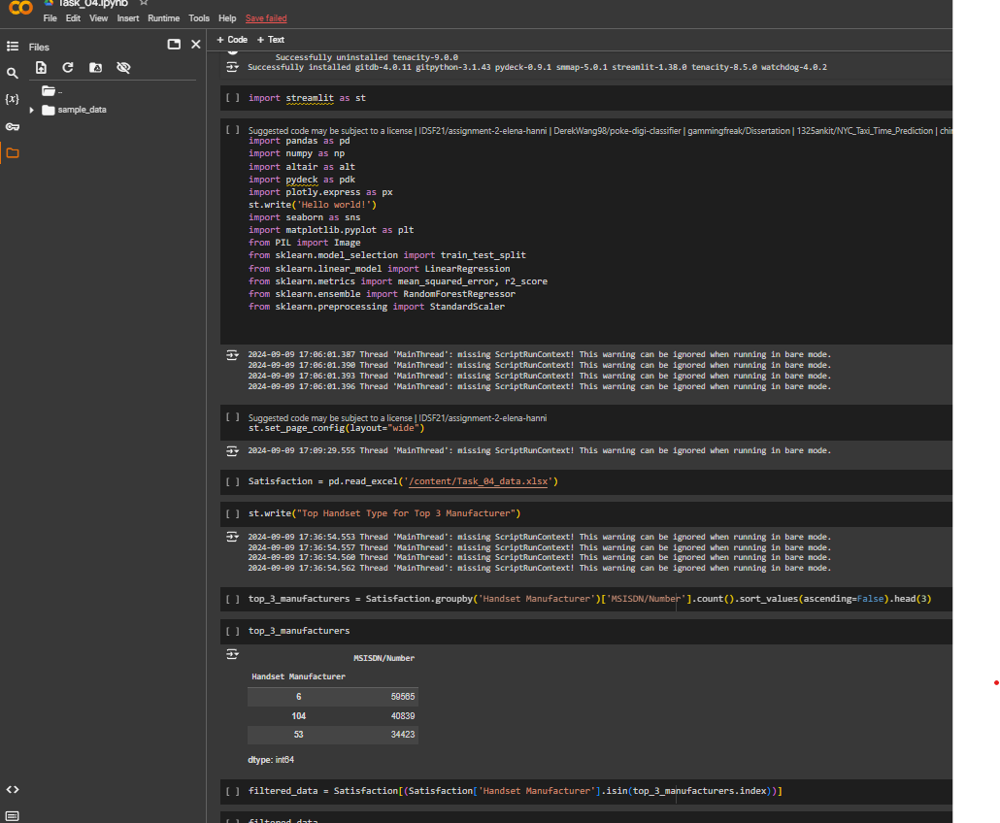 Task_04.ipynb
File Edit View Insert Runtime Tools Help Save failed
Files
+ Code + Text
..
sample_data
{x}
Successfully uninstalled tenacity-9.0.0
Successfully installed gitdb-4.0.11 gitpython-3.1.43 pydeck-0.9.1 smmap-5.0.1 streamlit-1.38.0 tenacity-8.5.0 watchdog-4.0.2
[ ] import streamlit as st
[ ] Suggested code may be subject to a license | IDSF21/assignment-2-elena-hanni | DerekWang98/poke-digi-classifier | gammingfreak/Dissertation | 1325ankit/NYC_Taxi_Time_Prediction |
import pandas as pd
import numpy as np
import altair as alt
import pydeck as pdk
import plotly.express as px
st.write('Hello world!')
import seaborn as sns
import matplotlib.pyplot as plt
from PIL import Image
from sklearn.model_selection import train_test_split
from sklearn.linear_model import LinearRegression
from sklearn.metrics import mean_squared_error, r2_score
from sklearn.ensemble import RandomForestRegressor
from sklearn.preprocessing import StandardScaler
2024-09-09 17:06:01.387 Thread 'MainThread': missing ScriptRunContext! This warning can be ignored when running in bare mode.
2024-09-09 17:06:01.390 Thread 'MainThread': missing ScriptRunContext! This warning can be ignored when running in bare mode.
2024-09-09 17:06:01.393 Thread 'MainThread': missing ScriptRunContext! This warning can be ignored when running in bare mode.
2024-09-09 17:06:01.396 Thread 'MainThread': missing ScriptRunContext! This warning can be ignored when running in bare mode.
[ ] Suggested code may be subject to a license | IDSF21/assignment-2-elena-hanni
st.set_page_config(layout="wide")
2024-09-09 17:09:29.555 Thread 'MainThread': missing ScriptRunContext! This warning can be ignored when running in bare mode.
[ ] Satisfaction = pd.read_excel('/content/Task_04_data.xlsx')
[ ] st.write("Top Handset Type for Top 3 Manufacturer")
2024-09-09 17:36:54.553 Thread 'MainThread': missing ScriptRunContext! This warning can be ignored when running in bare mode.
2024-09-09 17:36:54.557 Thread 'MainThread': missing ScriptRunContext! This warning can be ignored when running in bare mode.
2024-09-09 17:36:54.560 Thread 'MainThread': missing ScriptRunContext! This warning can be ignored when running in bare mode.
2024-09-09 17:36:54.562 Thread 'MainThread': missing ScriptRunContext! This warning can be ignored when running in bare mode.
[ ] top_3_manufacturers = Satisfaction.groupby('Handset Manufacturer')['MSISDN/Number'].count().sort_values(ascending=False).head(3)
[ ] top_3_manufacturers
MSISDN/Number
Handset Manufacturer
6 59565
104 40839
53 34423
dtype: int64
[ ] filtered_data = Satisfaction[(Satisfaction['Handset Manufacturer'].isin(top_3_manufacturers.index))]
[ ] filtered_data